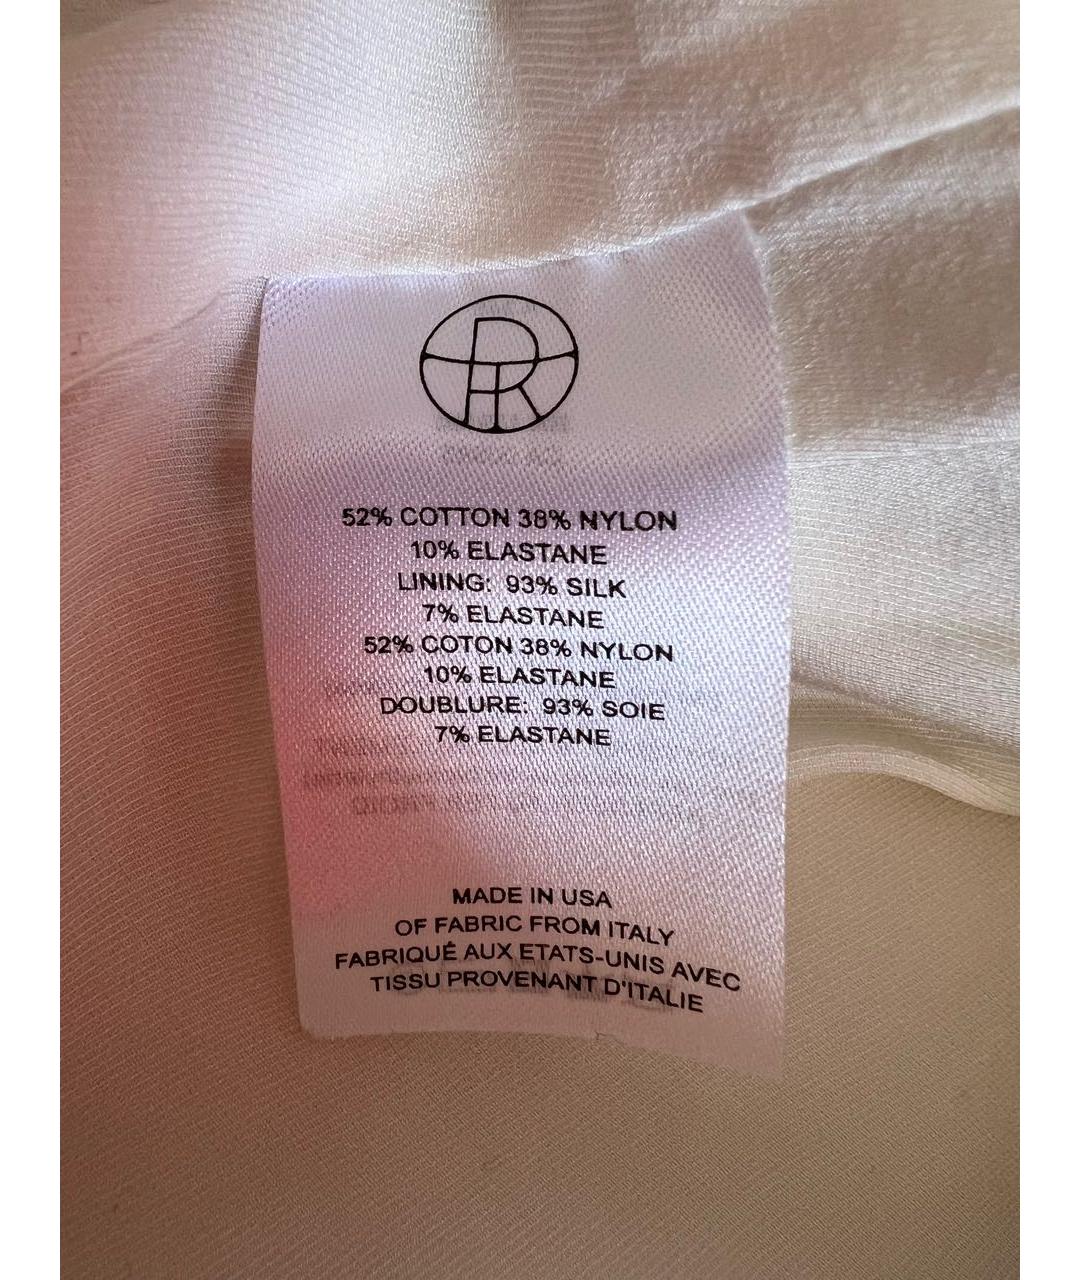 52% COTTON 38% NYLON
10% ELASTANE
LINING: 93% SILK
7% ELASTANE
52% COTON 38% NYLON
10% ELASTANE
DOUBLURE: 93% SOIE
7% ELASTANE
MADE IN USA
OF FABRIC FROM ITALY
FABRIQUÉ AUX ETATS-UNIS AVEC
TISSU PROVENANT D'ITALIE